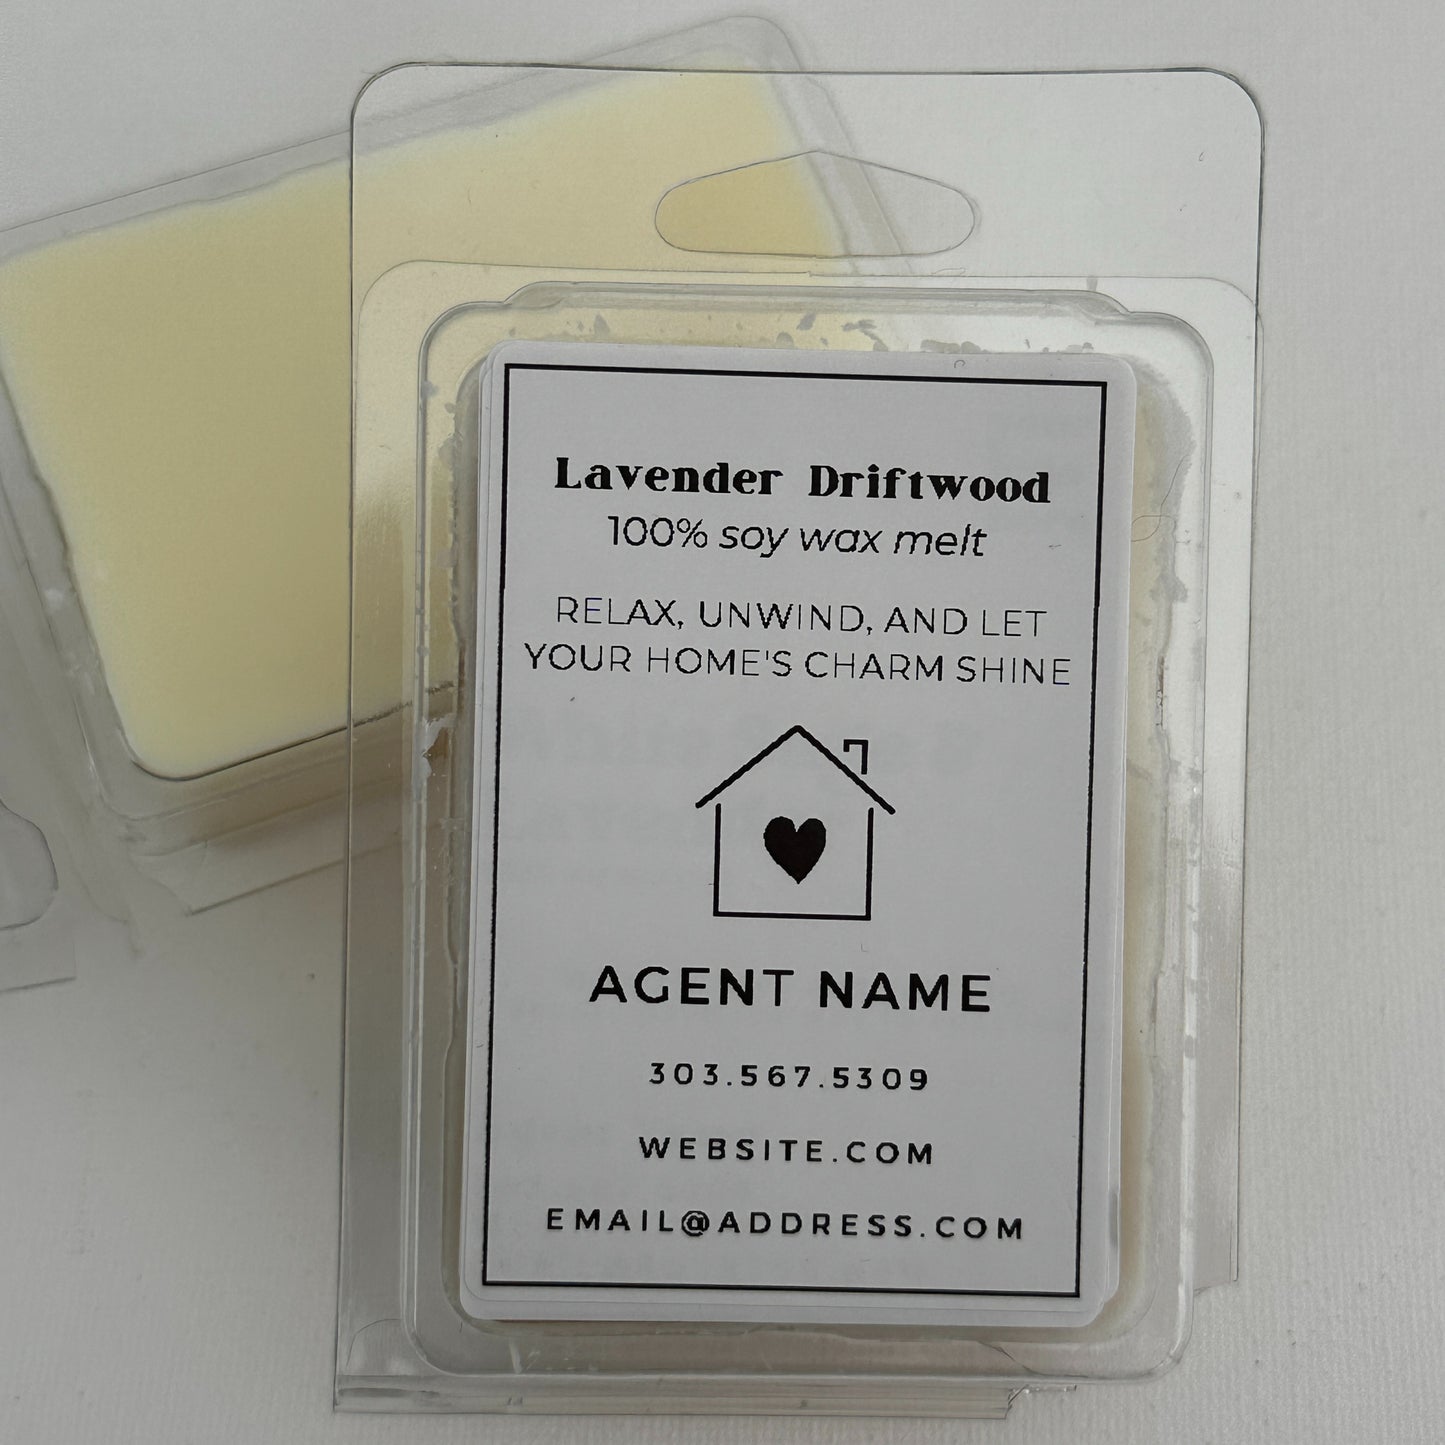 Lavender Driftwood
100% soy wax melt
RELAX, UNWIND, AND LET
YOUR HOME'S CHARM SHINE
AGENT NAME
303.567.5309
WEBSITE.COM
EMAIL@ADDRESS.COM